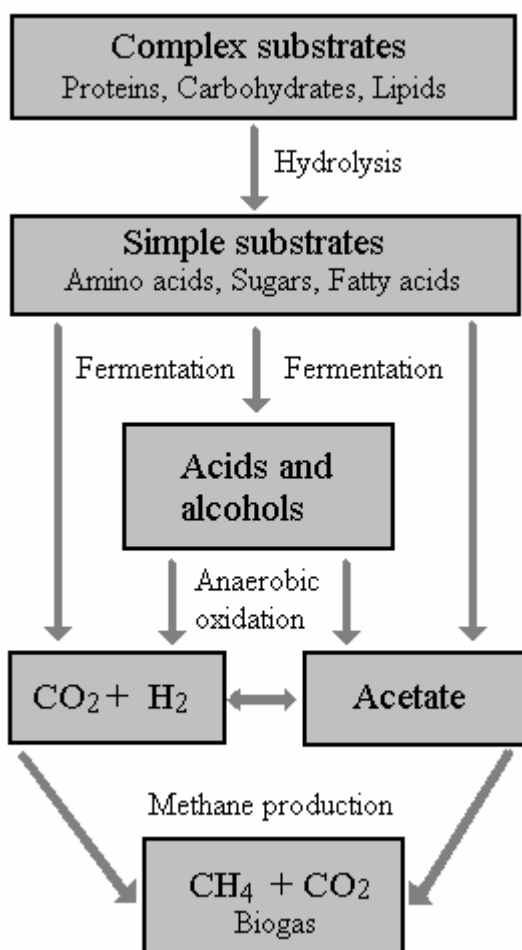 Complex substrates
Proteins, Carbohydrates, Lipids
Hydrolysis
Simple substrates
Amino acids, Sugars, Fatty acids
Fermentation
Fermentation
Acids and
alcohols
Anaerobic
oxidation
CO₂ + H₂
Acetate
Methane production
CH₄ + CO₂
Biogas